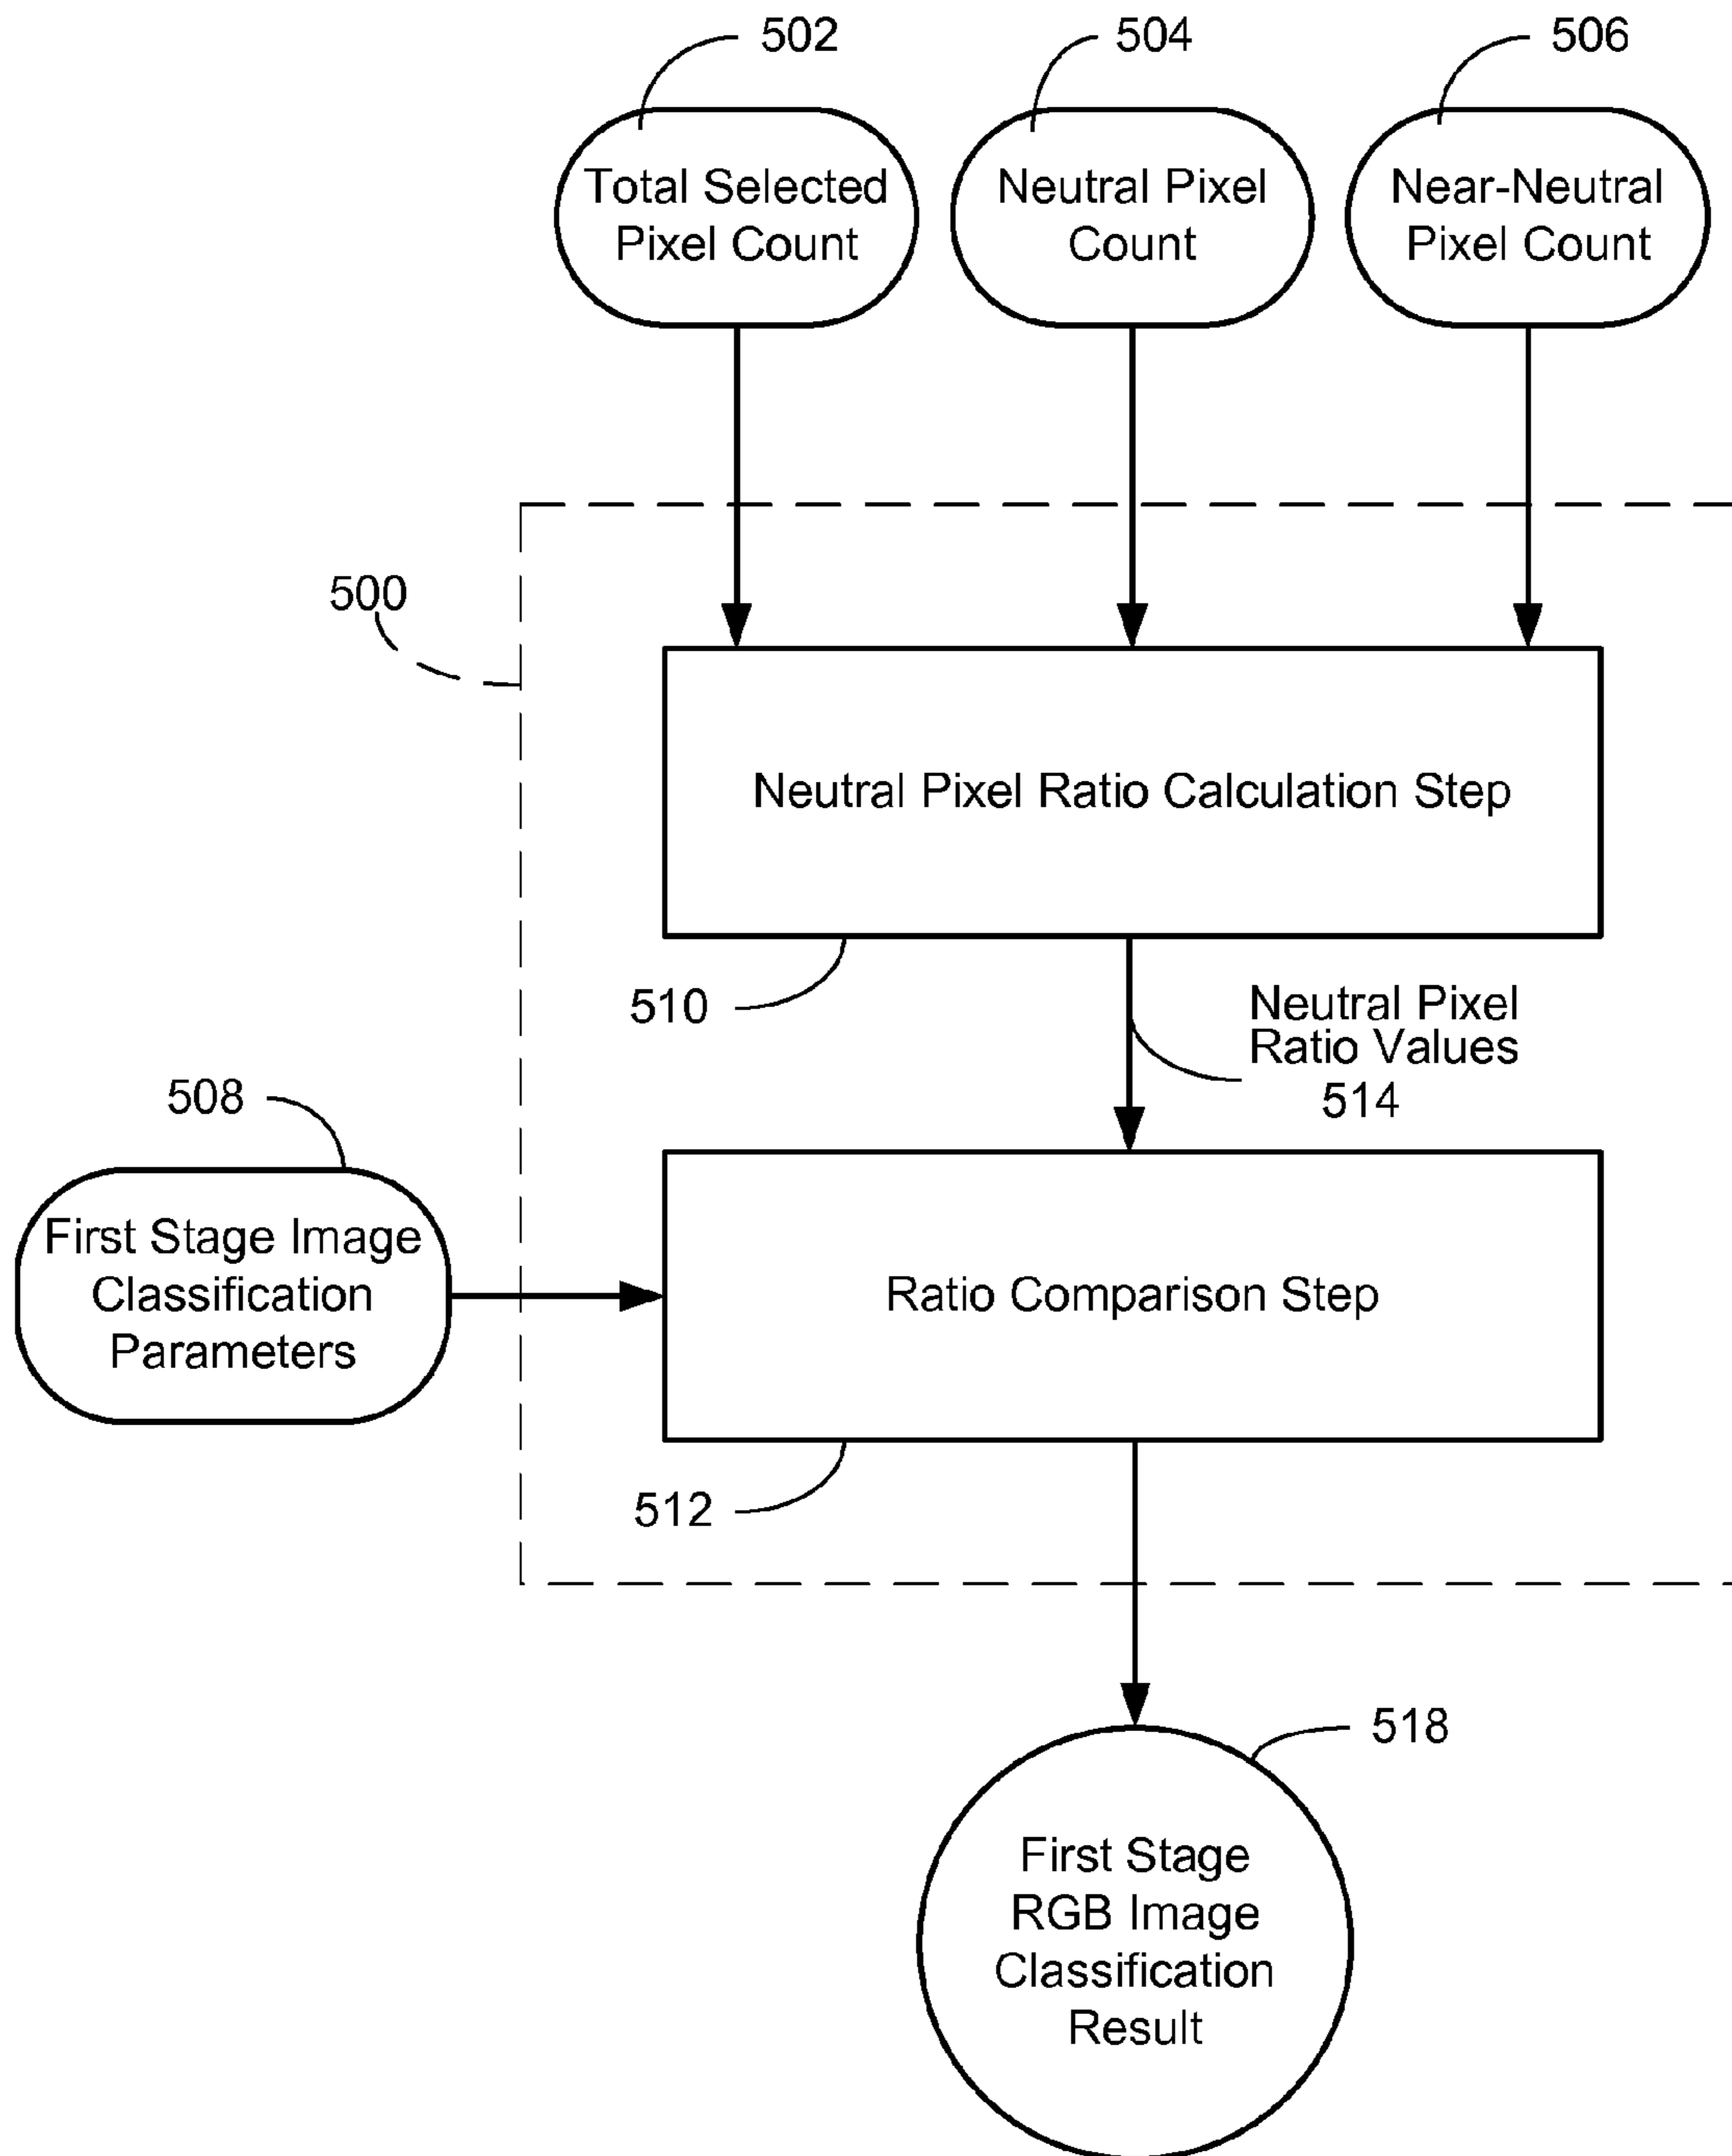 502
504
506
Total Selected
Pixel Count
Neutral Pixel
Count
Near-Neutral
Pixel Count
500
Neutral Pixel Ratio Calculation Step
510
Neutral Pixel
Ratio Values
514
508
First Stage Image
Classification
Parameters
Ratio Comparison Step
512
518
First Stage
RGB Image
Classification
Result